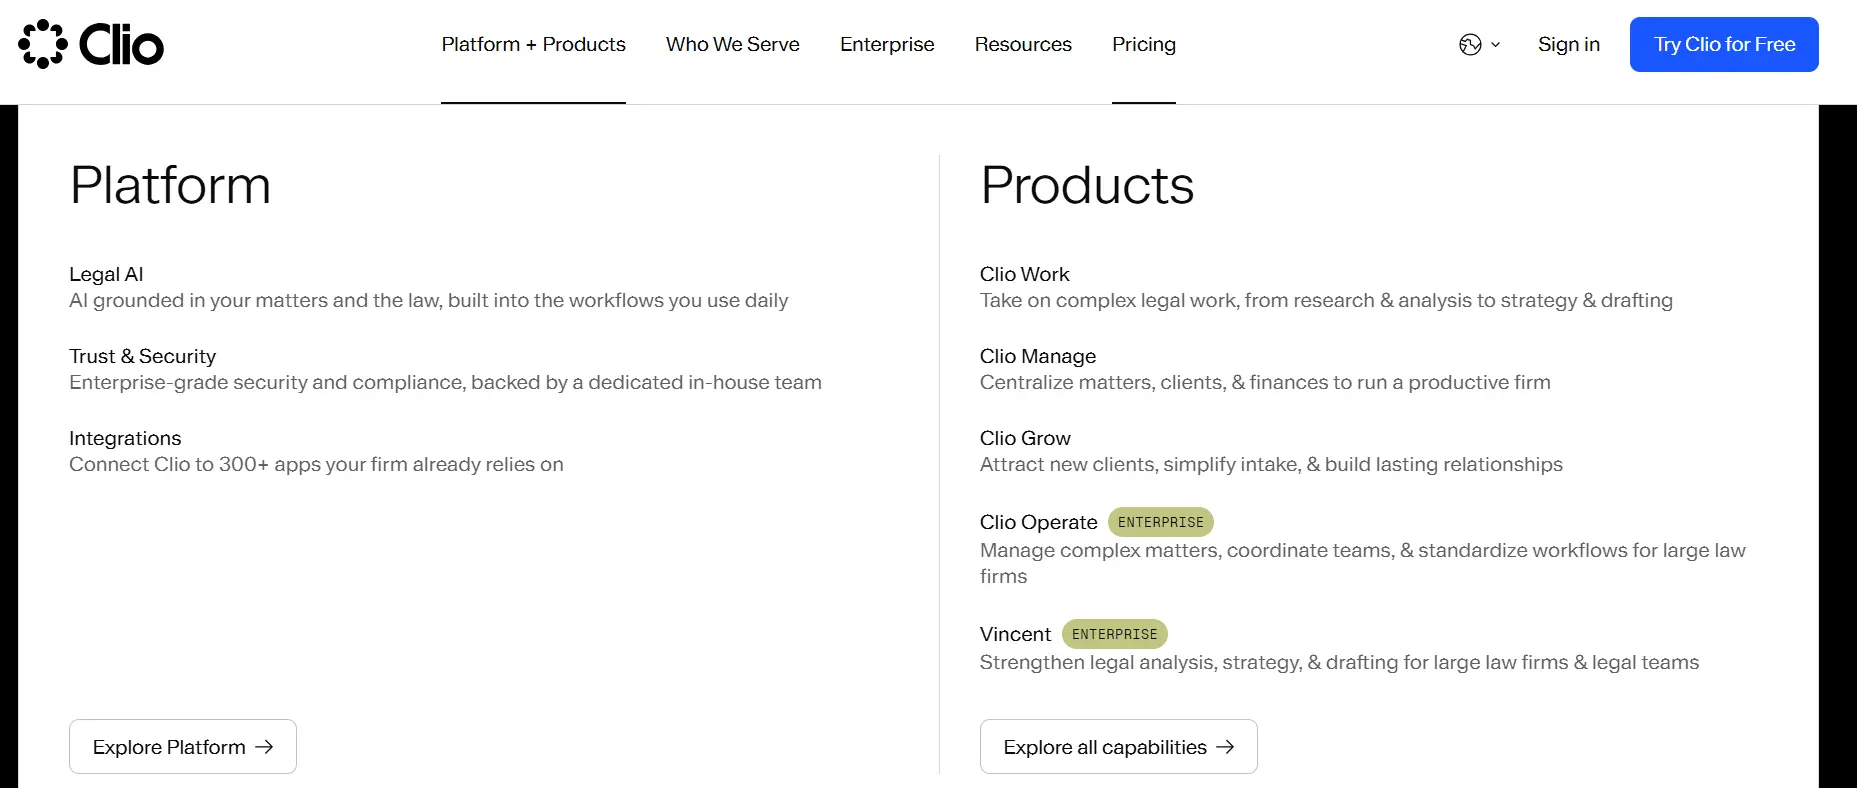 Clio
Platform + Products
Who We Serve
Enterprise
Resources
Pricing
Sign in
Try Clio for Free
Platform
Legal AI
AI grounded in your matters and the law, built into the workflows you use daily
Trust & Security
Enterprise-grade security and compliance, backed by a dedicated in-house team
Integrations
Connect Clio to 300+ apps your firm already relies on
Explore Platform →
Products
Clio Work
Take on complex legal work, from research & analysis to strategy & drafting
Clio Manage
Centralize matters, clients, & finances to run a productive firm
Clio Grow
Attract new clients, simplify intake, & build lasting relationships
Clio Operate ENTERPRISE
Manage complex matters, coordinate teams, & standardize workflows for large law
firms
Vincent ENTERPRISE
Strengthen legal analysis, strategy, & drafting for large law firms & legal teams
Explore all capabilities →